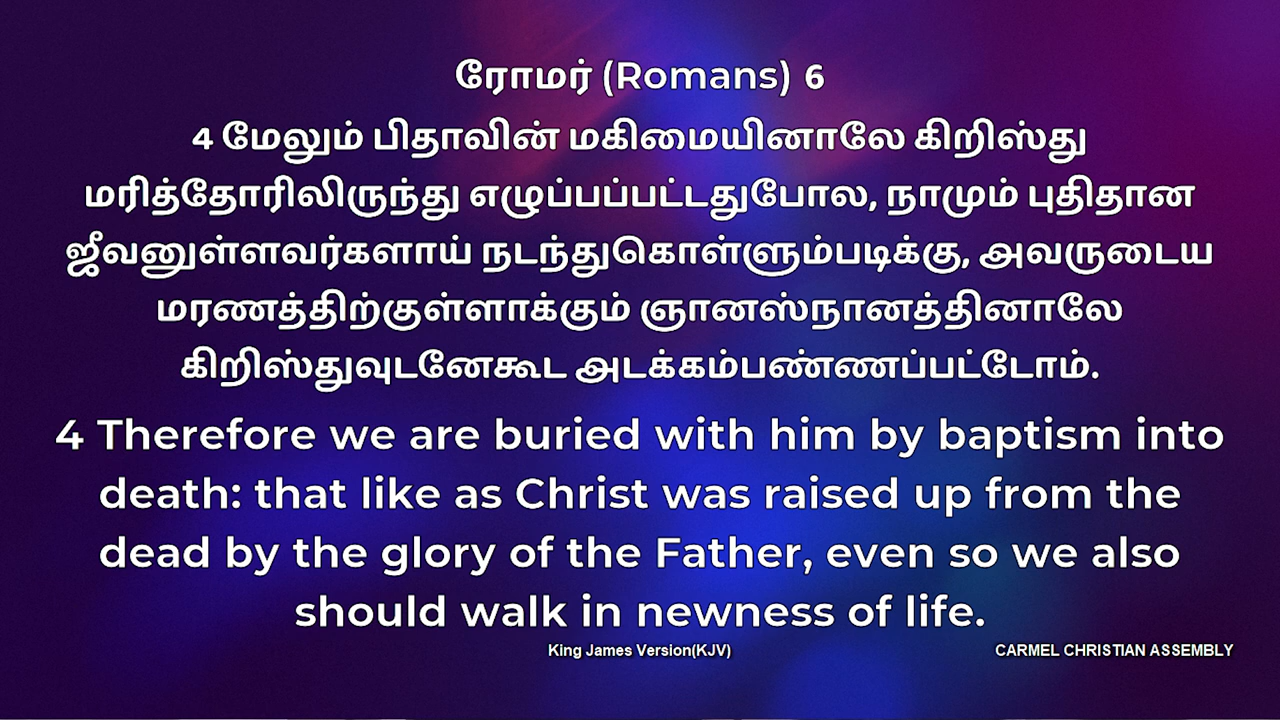 ரோமர் (Romans) 6
4 மேலும் பிதாவின் மகிமையினாலே கிறிஸ்து
மரித்தோரிலிருந்து எழுப்பப்பட்டதுபோல, நாமும் புதிதான
ஜீவனுள்ளவர்களாய் நடந்துகொள்ளும்படிக்கு, அவருடைய
மரணத்திற்குள்ளாக்கும் ஞானஸ்நானத்தினாலே
கிறிஸ்துவுடனேகூட அடக்கம்பண்ணப்பட்டோம்.
4 Therefore we are buried with him by baptism into
death: that like as Christ was raised up from the
dead by the glory of the Father, even so we also
should walk in newness of life.
King James Version(KJV)
CARMEL CHRISTIAN ASSEMBLY